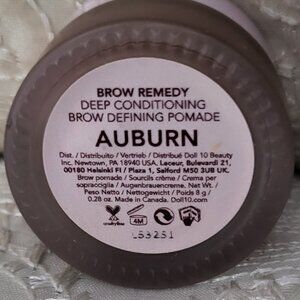 BROW REMEDY
DEEP CONDITIONING
BROW DEFINING POMADE
AUBURN
Dist. / Distribuito / Vertrieb / Distribué Doll 10 Beauty
Inc. Newtown, PA 18940 USA. Leceur, Bulevardi 21,
00180 Helsinki FI / Plaza 1, Salford M50 3UB UK.
Brow pomade / Sourcils crème / Crema per
sopracciglia / Augenbrauencreme. Net Wt. /
Peso Netto / Nettogewicht / Poids 8 g /
0.28 oz. Made in Canada. Doll10.com.
crueltyfree
4M